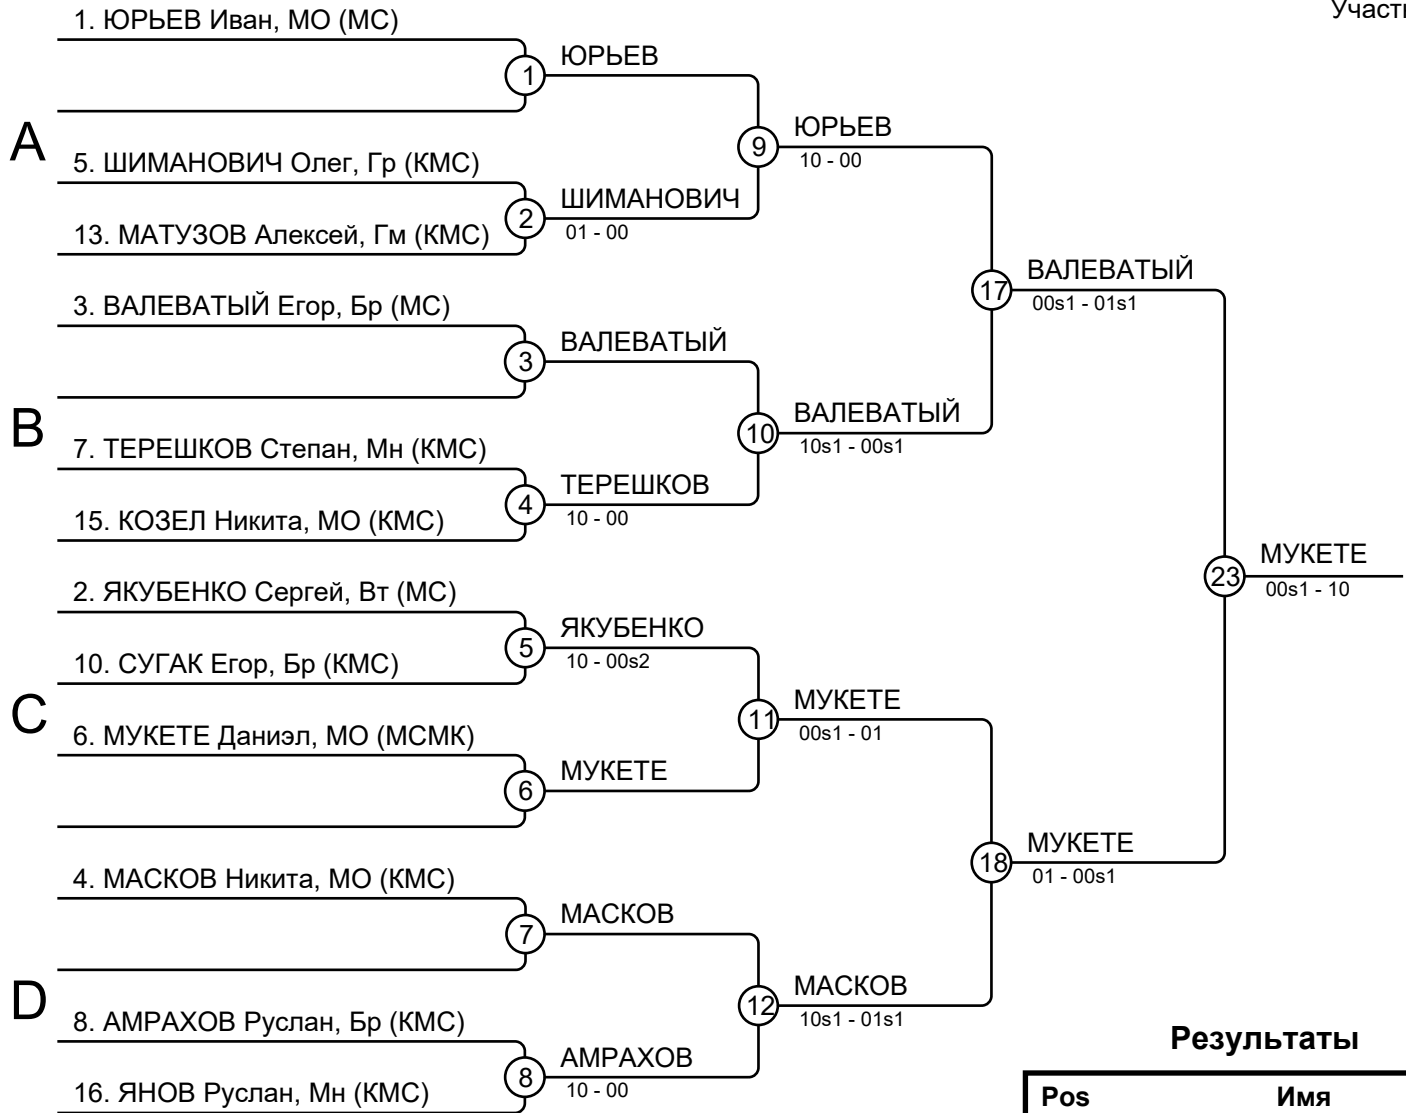 Участ
1. ЮРЬЕВ Иван, МО (МС)
1
ЮРЬЕВ
A
9
ЮРЬЕВ
10 - 00
5. ШИМАНОВИЧ Олег, Гр (КМС)
2
ШИМАНОВИЧ
01 - 00
13. МАТУЗОВ Алексей, Гм (КМС)
17
ВАЛЕВАТЫЙ
00s1 - 01s1
3. ВАЛЕВАТЫЙ Егор, Бр (МС)
3
ВАЛЕВАТЫЙ
B
10
ВАЛЕВАТЫЙ
10s1 - 00s1
7. ТЕРЕШКОВ Степан, Мн (КМС)
4
ТЕРЕШКОВ
10 - 00
15. КОЗЕЛ Никита, МО (КМС)
23
МУКЕТЕ
00s1 - 10
2. ЯКУБЕНКО Сергей, Вт (МС)
5
ЯКУБЕНКО
10 - 00s2
10. СУГАК Егор, Бр (КМС)
C
11
МУКЕТЕ
00s1 - 01
6. МУКЕТЕ Даниэл, МО (МСМК)
6
МУКЕТЕ
18
МУКЕТЕ
01 - 00s1
4. МАСКОВ Никита, МО (КМС)
7
МАСКОВ
D
12
МАСКОВ
10s1 - 01s1
8. АМРАХОВ Руслан, Бр (КМС)
8
АМРАХОВ
10 - 00
16. ЯНОВ Руслан, Мн (КМС)
Результаты
Pos Имя